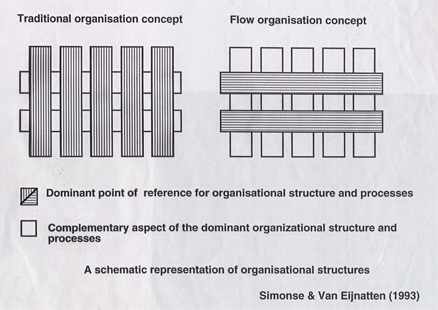 Traditional organisation concept
Flow organisation concept
Dominant point of reference for organisational structure and processes
Complementary aspect of the dominant organizational structure and
processes
A schematic representation of organisational structures
Simonse & Van Eijnatten (1993)